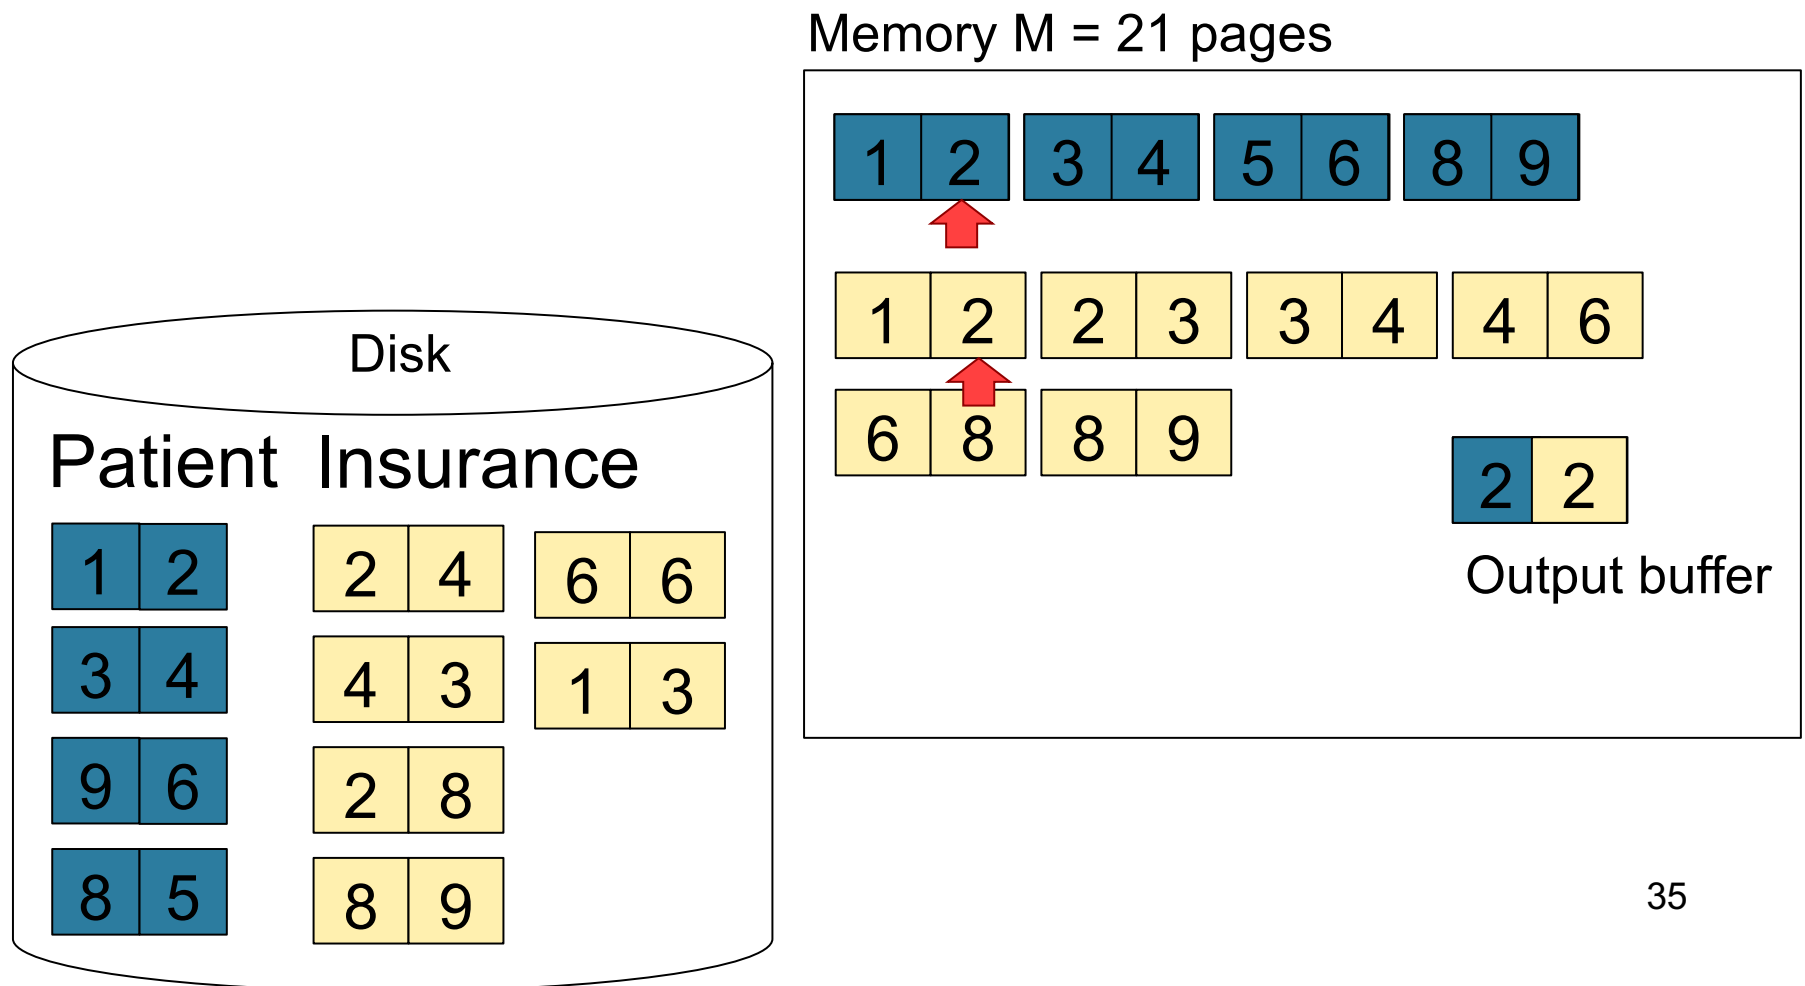 Memory M = 21 pages
1 2 3 4 5 6 8 9
1 2 2 3 3 4 4 6
6 8 8 9
2 2
Output buffer
Disk
Patient Insurance
1 2 2 4 6 6
3 4 4 3 1 3
9 6 2 8
8 5 8 9
35